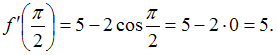 f′(π/2) = 5 − 2 cos π/2 = 5 − 2 · 0 = 5.